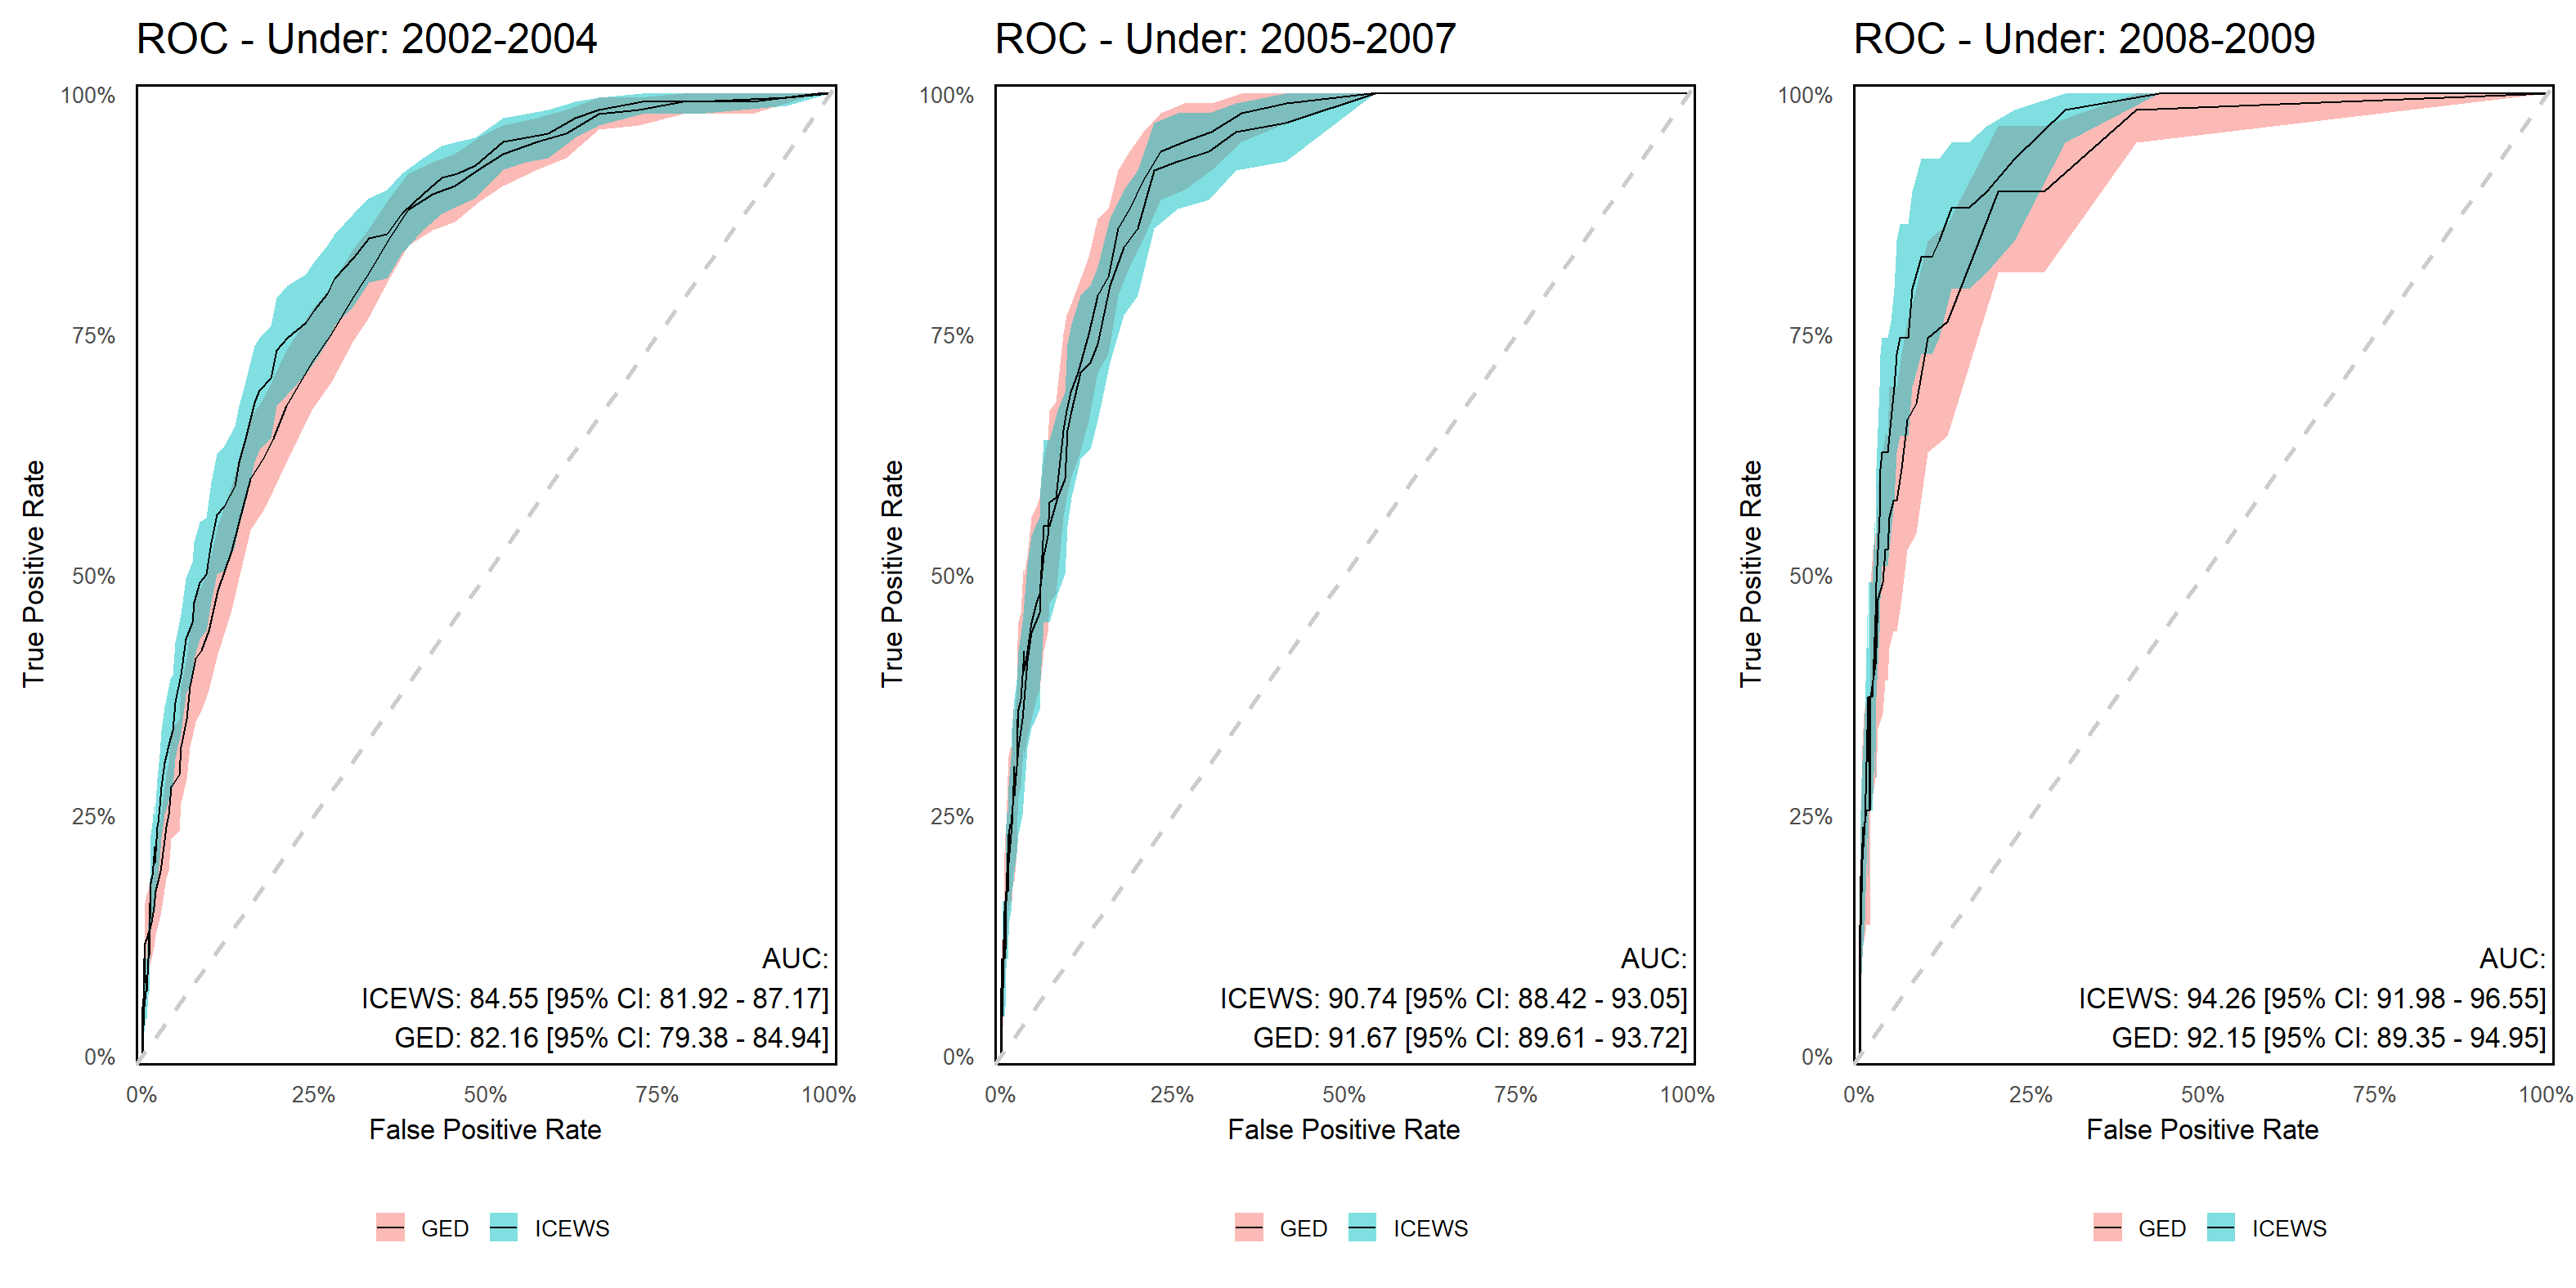 ROC - Under: 2002-2004
100%
75%
50%
25%
0%
True Positive Rate
AUC:
ICEWS: 84.55 [95% CI: 81.92 - 87.17]
GED: 82.16 [95% CI: 79.38 - 84.94]
0% 25% 50% 75% 100%
False Positive Rate
GED ICEWS
ROC - Under: 2005-2007
100%
75%
50%
25%
0%
True Positive Rate
AUC:
ICEWS: 90.74 [95% CI: 88.42 - 93.05]
GED: 91.67 [95% CI: 89.61 - 93.72]
0% 25% 50% 75% 100%
False Positive Rate
GED ICEWS
ROC - Under: 2008-2009
100%
75%
50%
25%
0%
True Positive Rate
AUC:
ICEWS: 94.26 [95% CI: 91.98 - 96.55]
GED: 92.15 [95% CI: 89.35 - 94.95]
0% 25% 50% 75% 100%
False Positive Rate
GED ICEWS